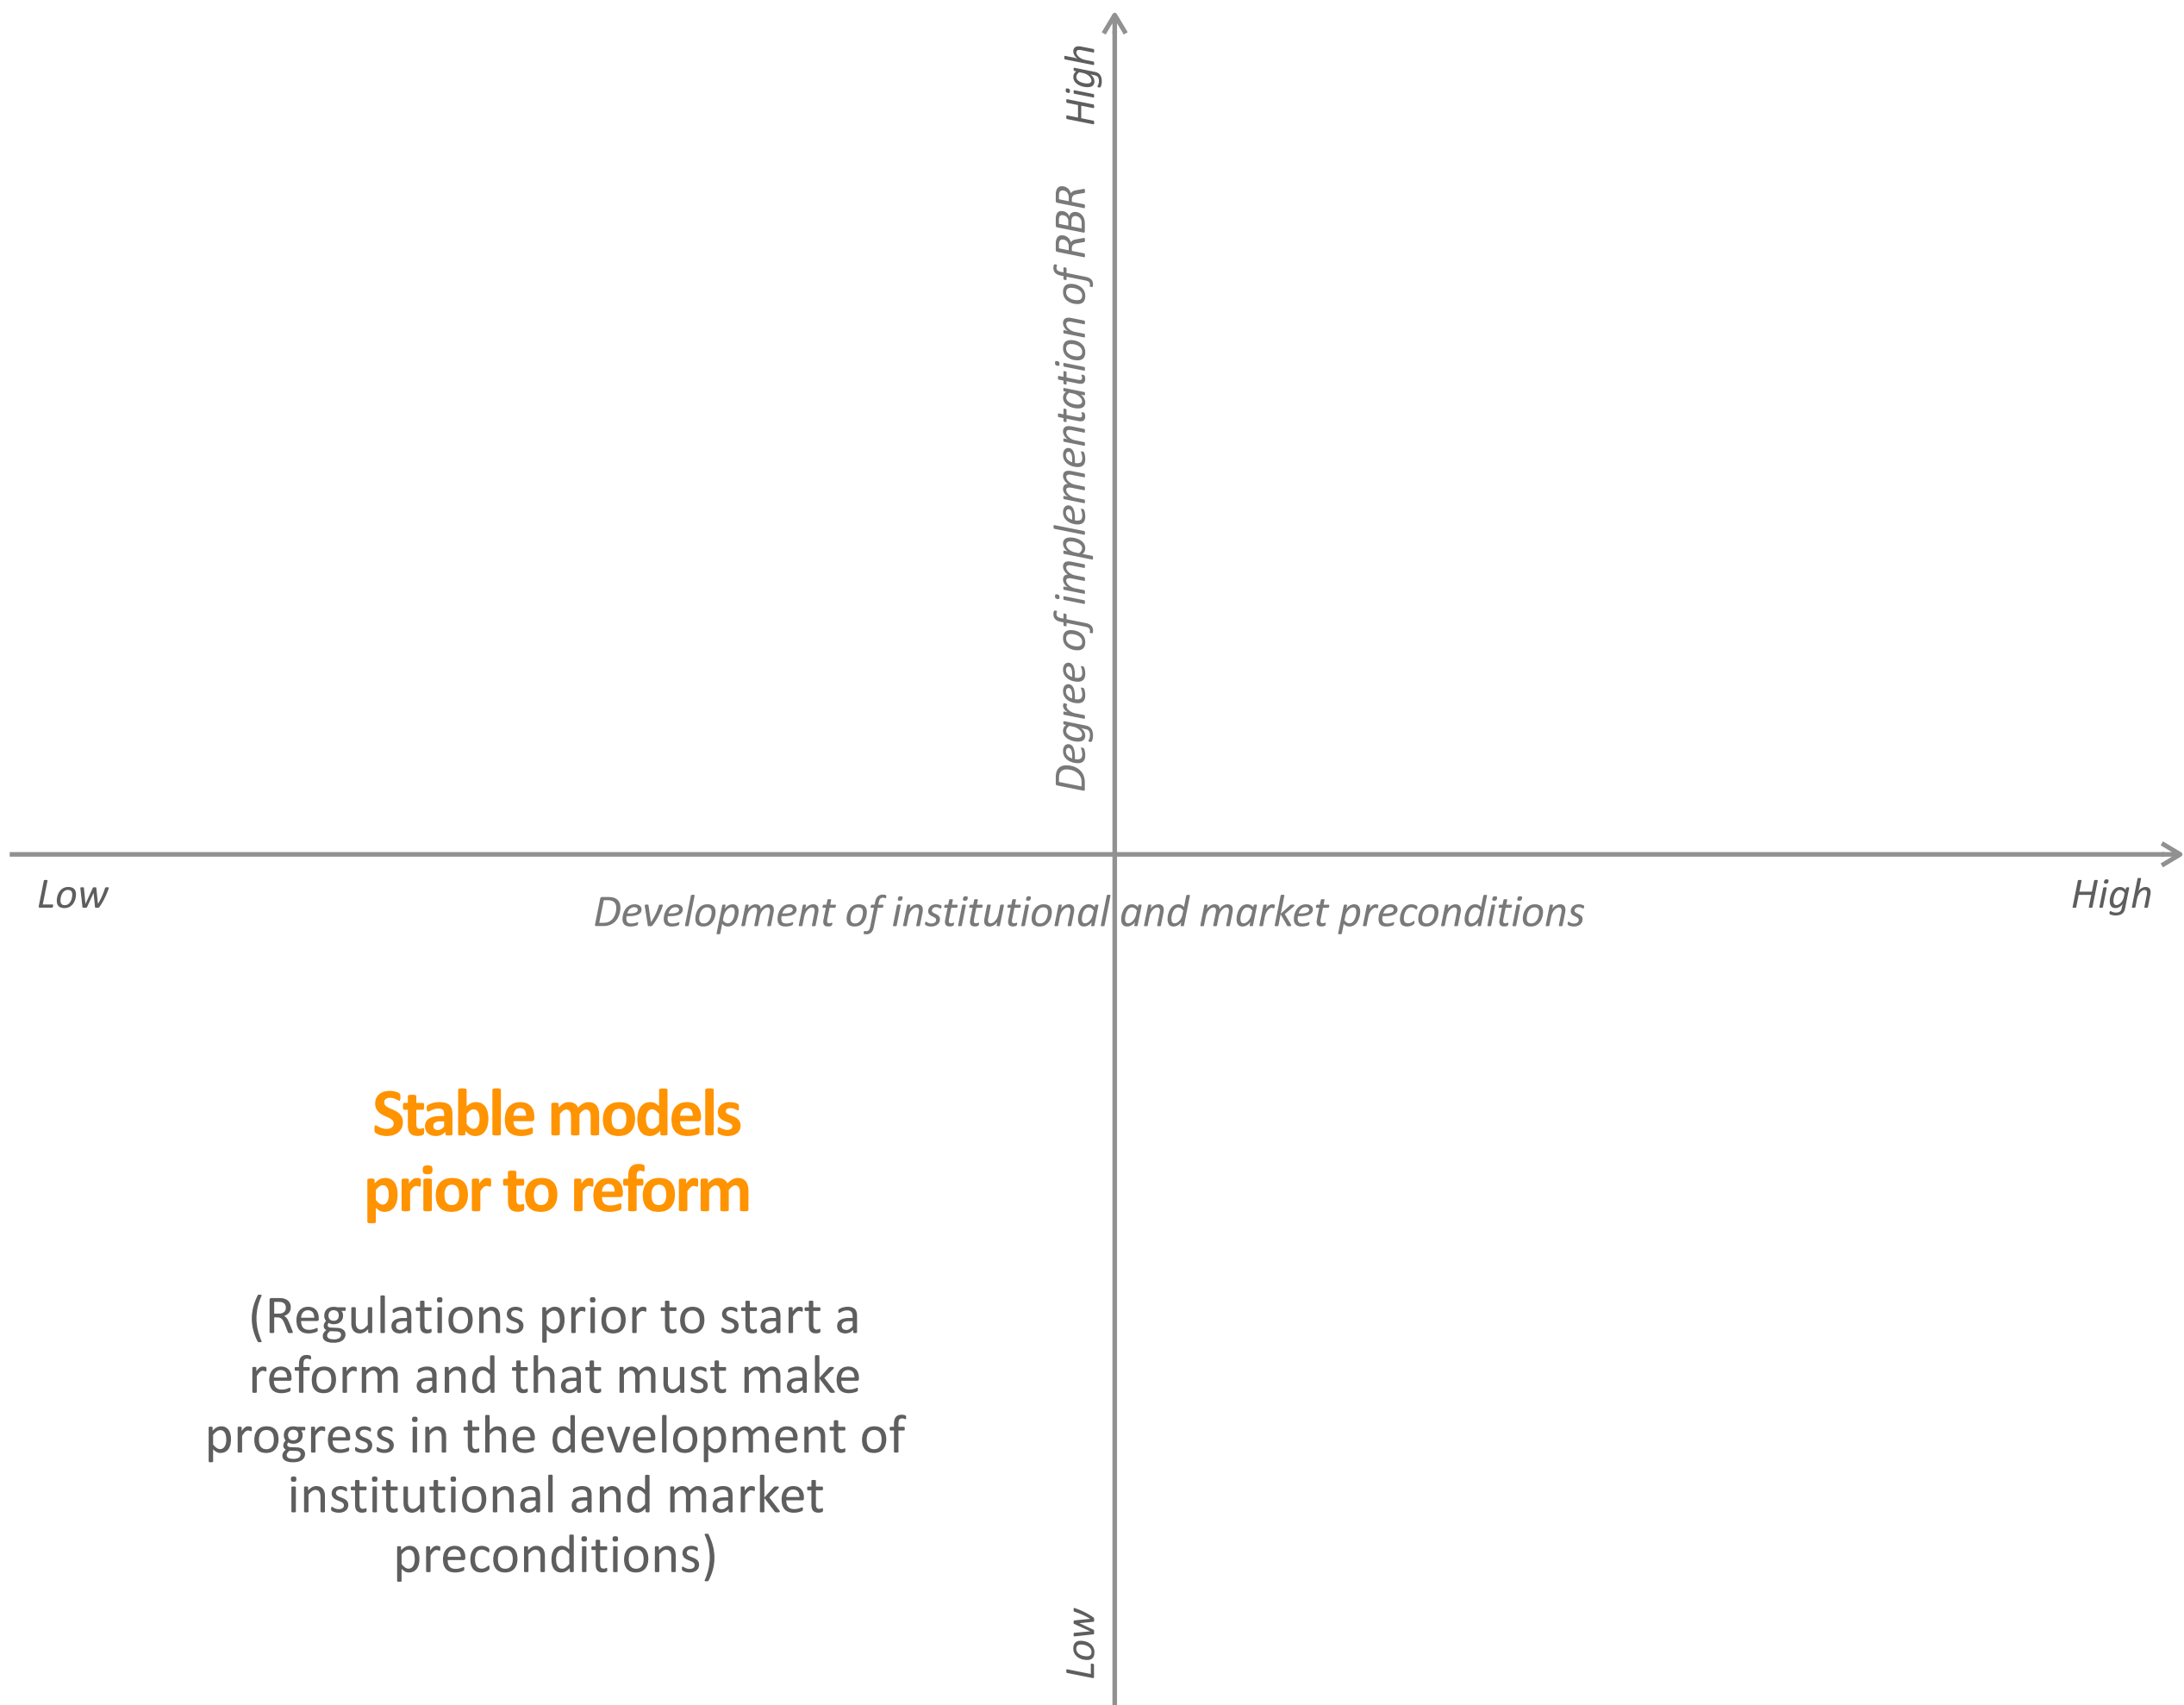 High
Degree of implementation of RBR
Low
Development of institutional and market preconditions
High
Stable models
prior to reform
(Regulations prior to start a
reform and that must make
progress in the development of
institutional and market
preconditions)
Low